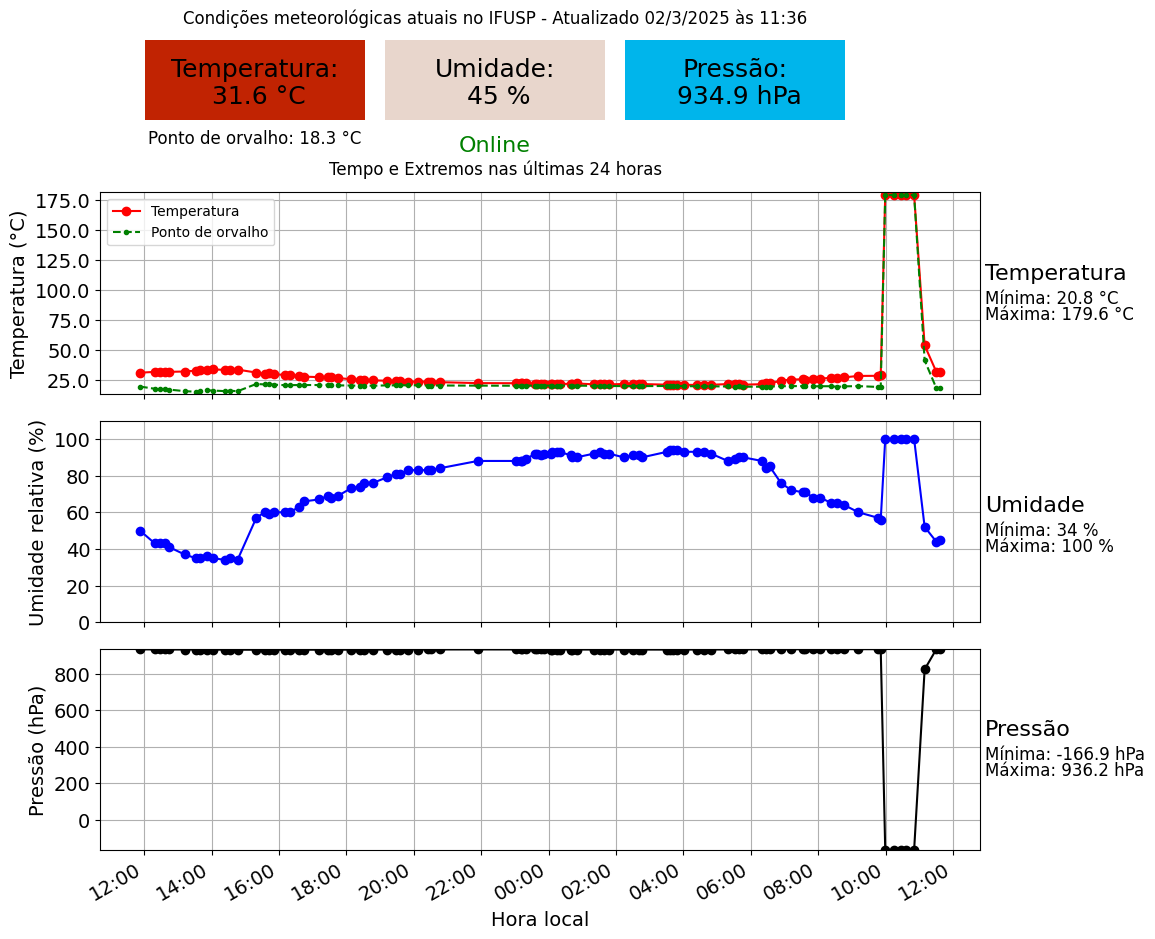 Condições meteorológicas atuais no IFUSP - Atualizado 02/3/2025 às 11:36
Temperatura:
31.6 °C
Umidade:
45 %
Pressão:
934.9 hPa
Ponto de orvalho: 18.3 °C
Online
Tempo e Extremos nas últimas 24 horas
Temperatura (°C)
175.0
150.0
125.0
100.0
75.0
50.0
25.0
Temperatura
Ponto de orvalho
Temperatura
Mínima: 20.8 °C
Máxima: 179.6 °C
Umidade relativa (%)
100
80
60
40
20
0
Umidade
Mínima: 34 %
Máxima: 100 %
Pressão (hPa)
800
600
400
200
0
Pressão
Mínima: -166.9 hPa
Máxima: 936.2 hPa
12:00 14:00 16:00 18:00 20:00 22:00 00:00 02:00 04:00 06:00 08:00 10:00 12:00
Hora local